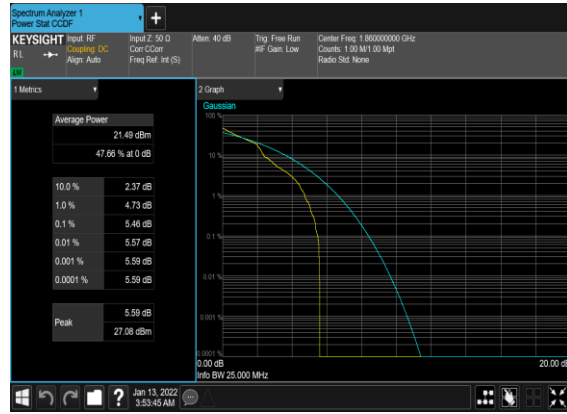 Spectrum Analyzer 1
Power Stat CCDF
+
KEYSIGHT
R L
Input: RF
Coupling: DC
Align: Auto
Input Z: 50 Ω
Corr CCorr
Freq Ref: Int (S)
Atten: 40 dB
Trig: Free Run
#IF Gain: Low
Center Freq: 1.860000000 GHz
Counts: 1.00 M/1.00 Mpt
Radio Std: None
1 Metrics
Average Power
21.49 dBm
47.66 % at 0 dB
10.0 % 2.37 dB
1.0 % 4.73 dB
0.1 % 5.46 dB
0.01 % 5.57 dB
0.001 % 5.59 dB
0.0001 % 5.59 dB
Peak
5.59 dB
27.08 dBm
2 Graph
Gaussian
100 %
10 %
1 %
0.1 %
0.01 %
0.001 %
0.0001 %
0.00 dB
20.00 dB
Info BW 25.000 MHz
?
Jan 13, 2022
3:53:45 AM